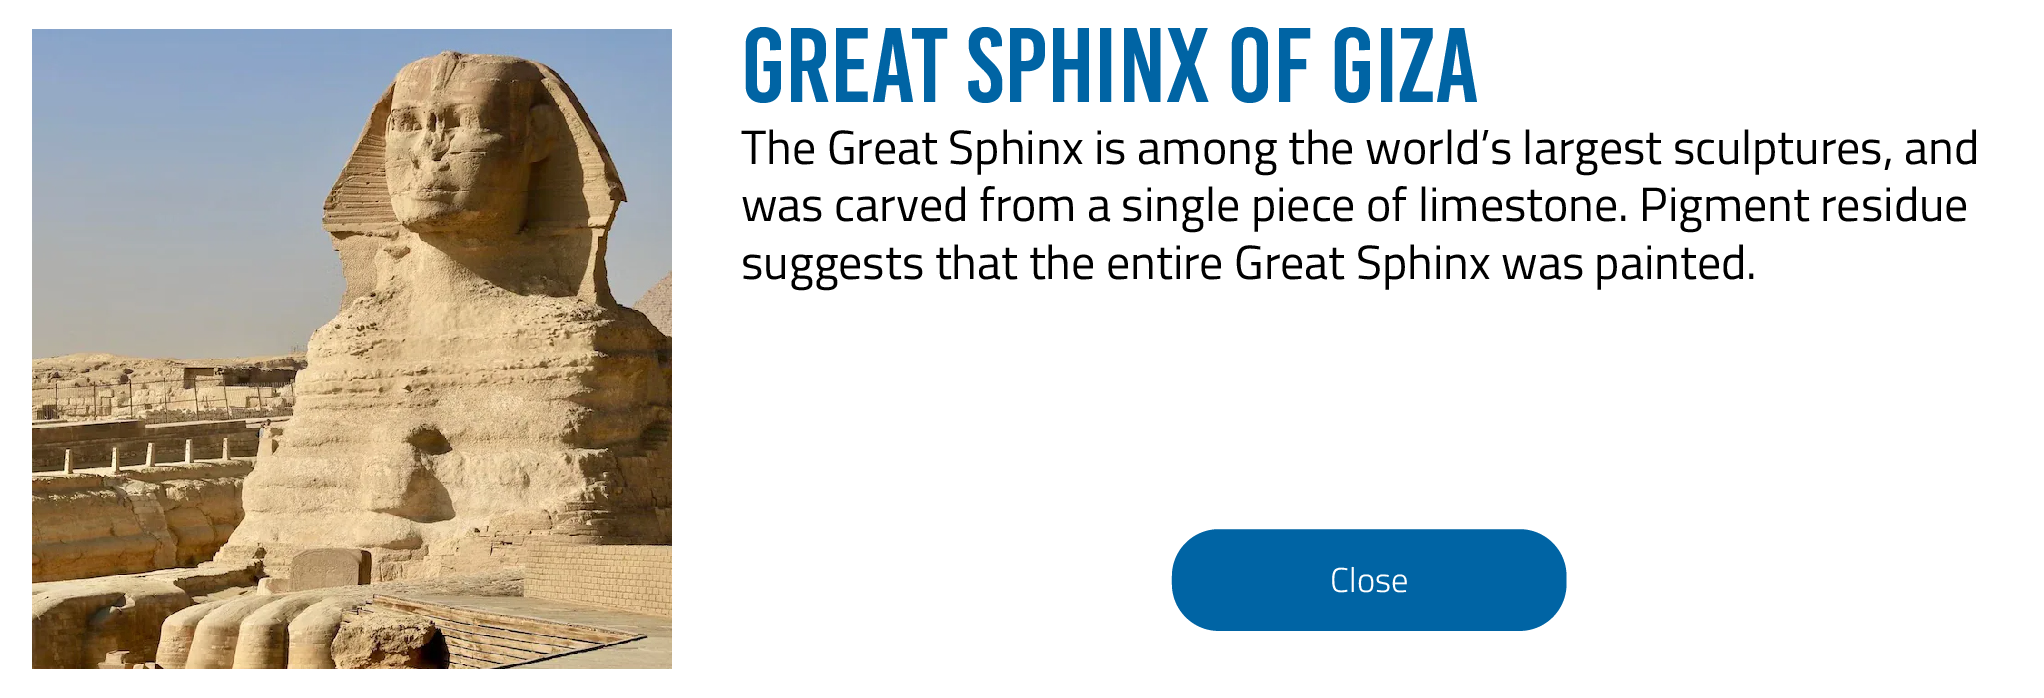 GREAT SPHINX OF GIZA
The Great Sphinx is among the world’s largest sculptures, and
was carved from a single piece of limestone. Pigment residue
suggests that the entire Great Sphinx was painted.
Close